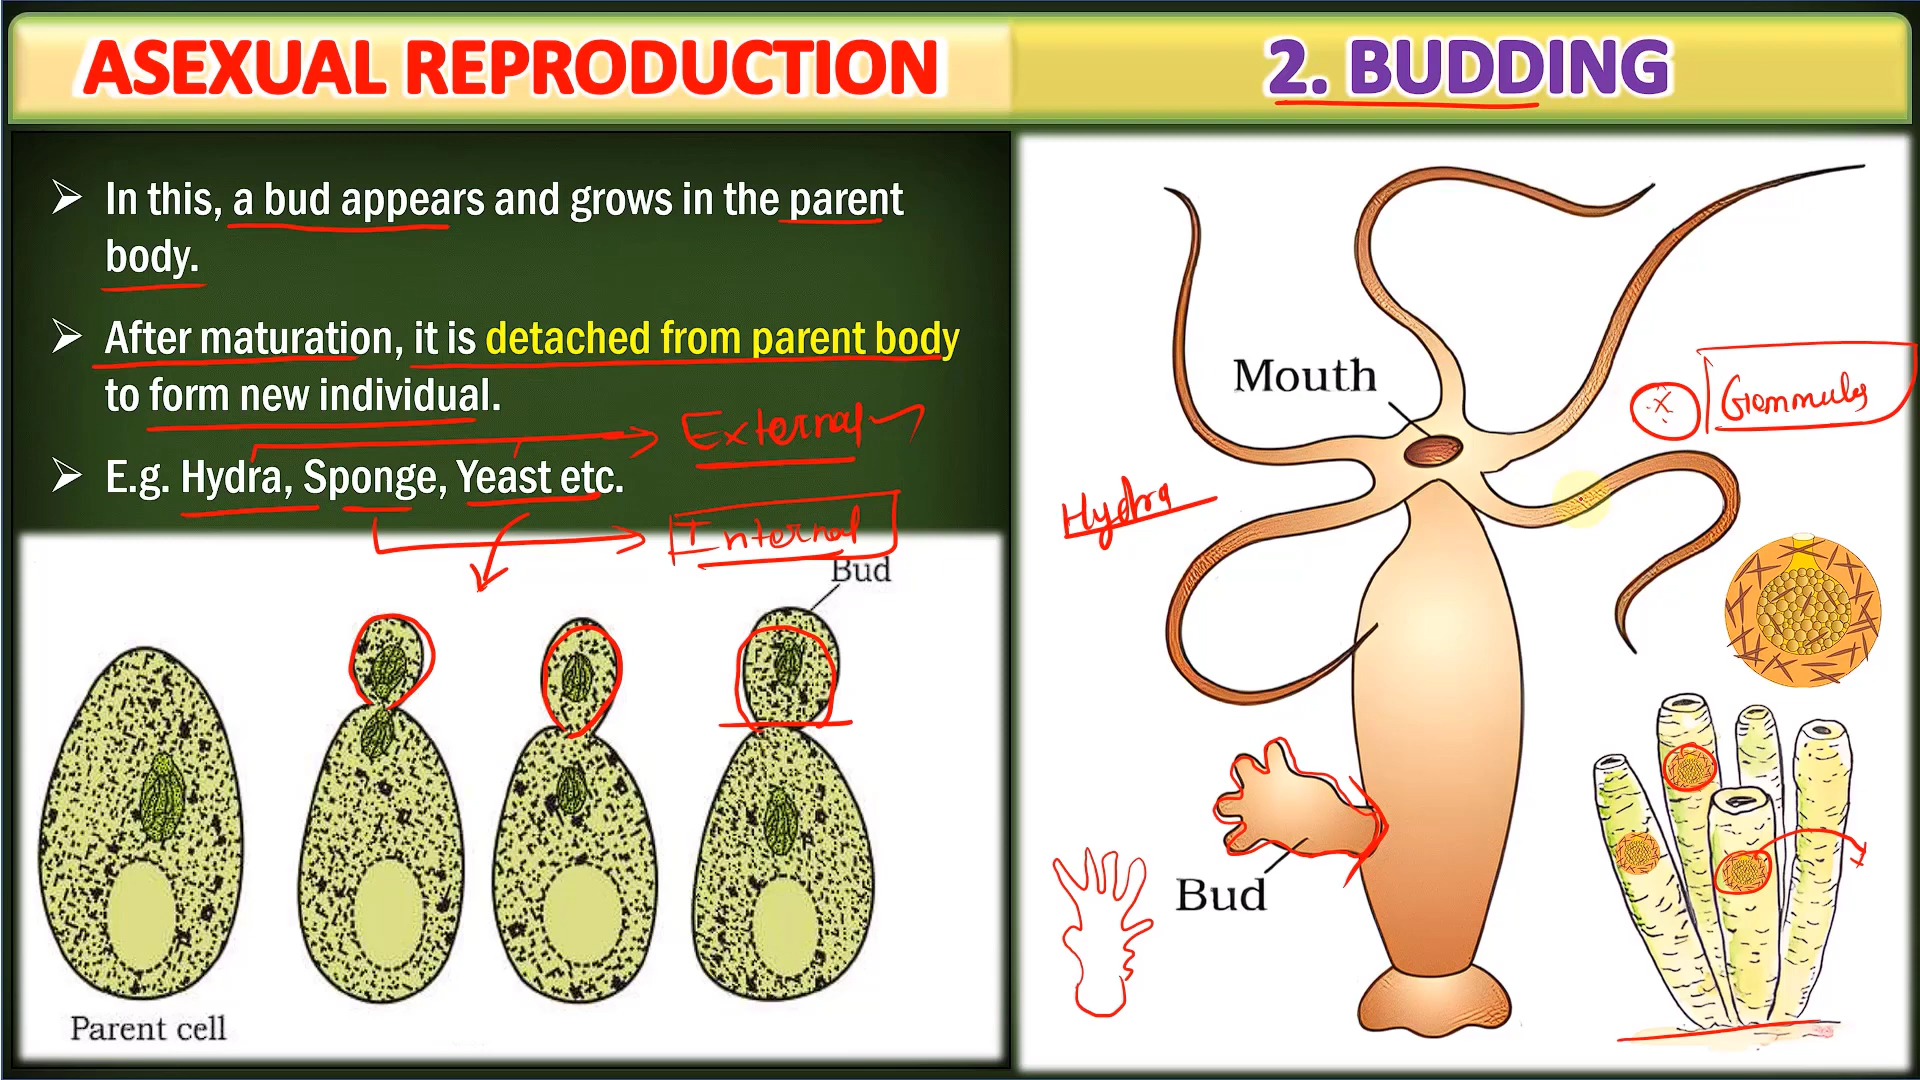 ASEXUAL REPRODUCTION
2. BUDDING
➢ In this, a bud appears and grows in the parent
body.
➢ After maturation, it is detached from parent body
to form new individual.
➢ E.g. Hydra, Sponge, Yeast etc.
External
Internal
Bud
Parent cell
Mouth
Gemmules
Hydra
Bud